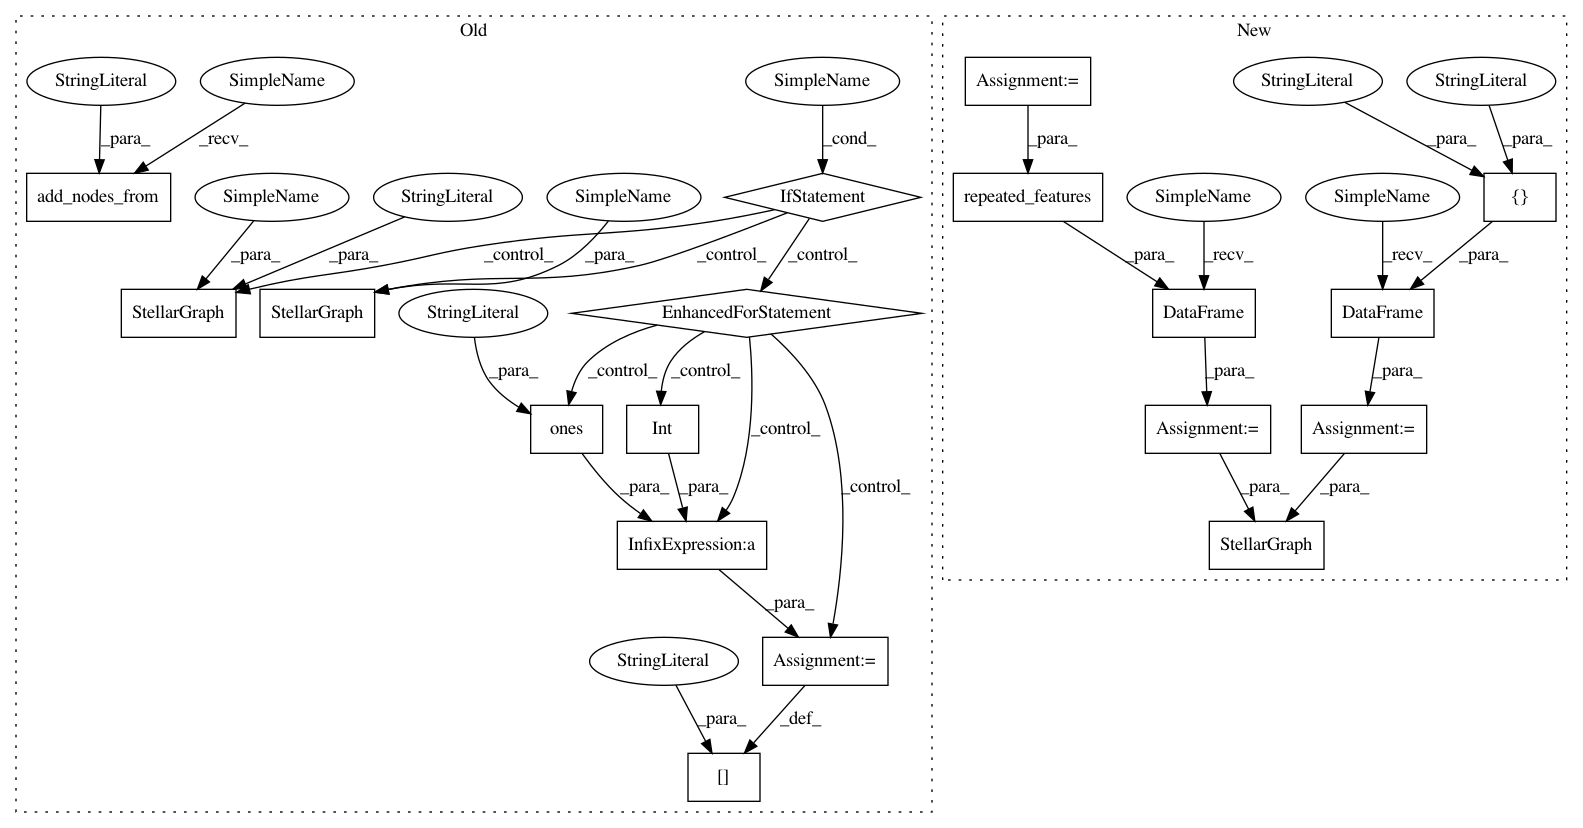 Old
New
StringLiteral
SimpleName
SimpleName
Assignment:=
StringLiteral
StringLiteral
_para_
_recv_
_cond_
_para_
_para_
_para_
add_nodes_from
SimpleName
StringLiteral
SimpleName
IfStatement
repeated_features
SimpleName
SimpleName
{}
_para_
_para_
_control_
_para_
_control_
_control_
_para_
_recv_
_recv_
_para_
StellarGraph
StellarGraph
StringLiteral
EnhancedForStatement
DataFrame
DataFrame
_para_
_control_
_control_
_control_
_control_
_para_
_para_
ones
Int
Assignment:=
Assignment:=
_para_
_para_
_para_
_para_
InfixExpression:a
StellarGraph
_para_
StringLiteral
Assignment:=
_para_
_def_
[]